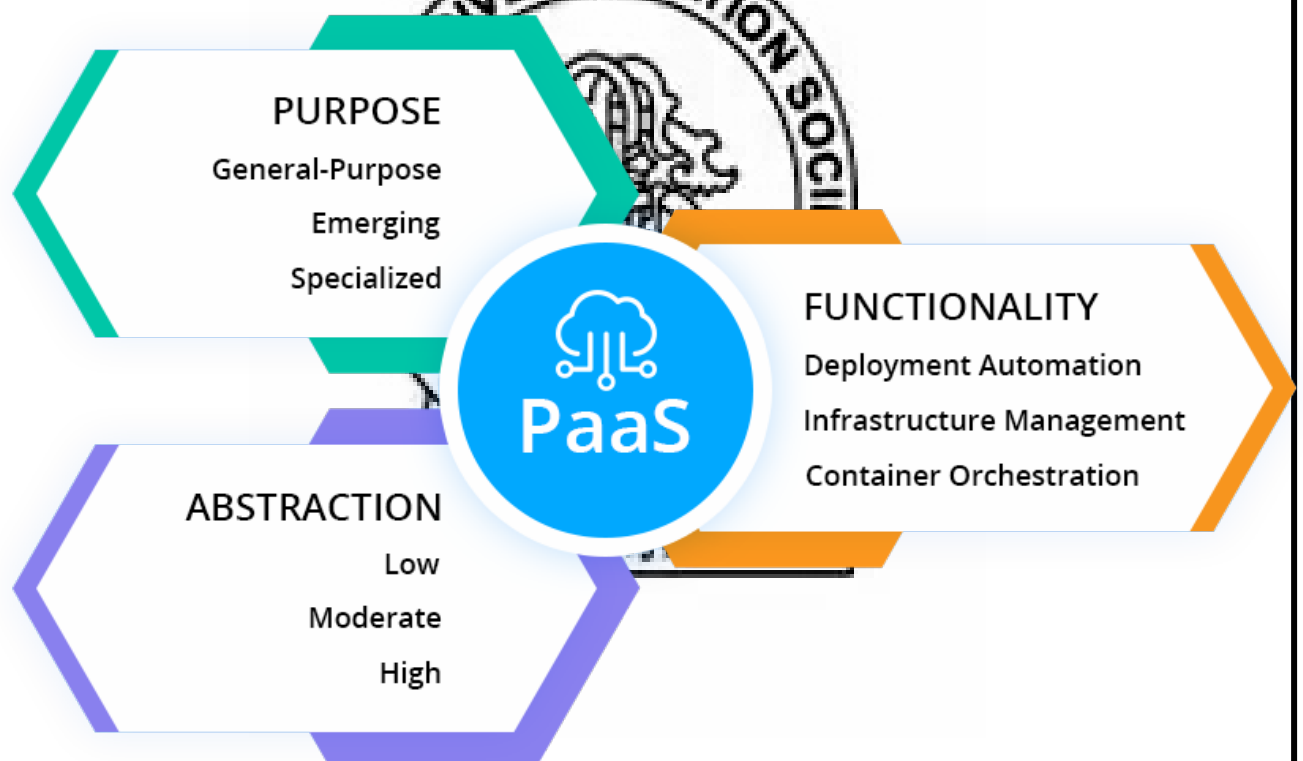 PURPOSE
General-Purpose
Emerging
Specialized
PaaS
FUNCTIONALITY
Deployment Automation
Infrastructure Management
Container Orchestration
ABSTRACTION
Low
Moderate
High